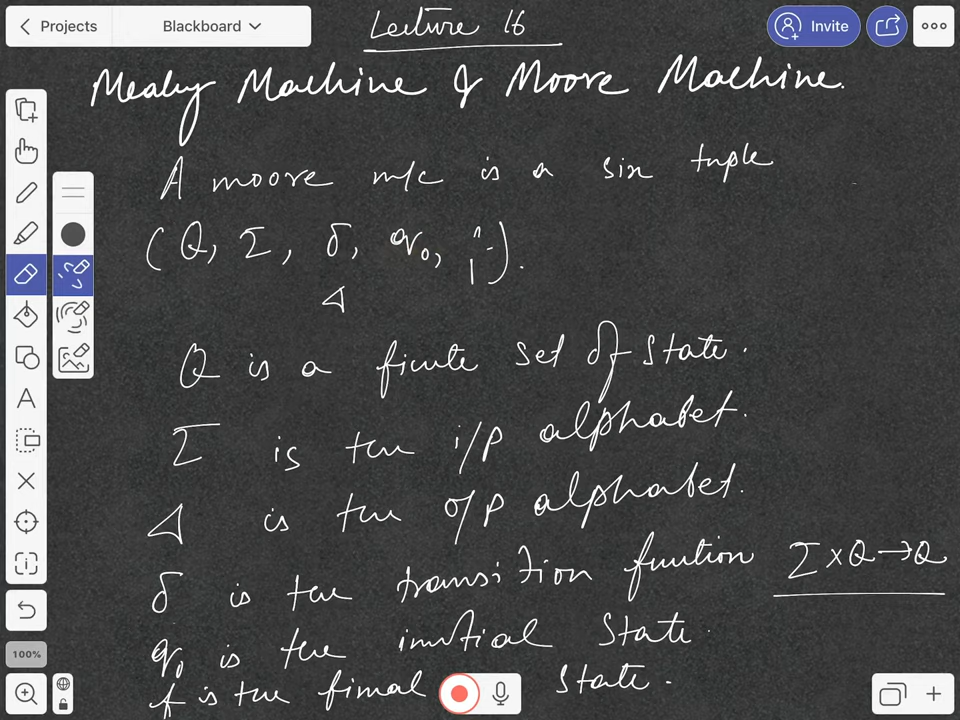 Projects
Blackboard
Invite
Lecture 16
Mealy Machine & Moore Machine.
A moore m/c is a six tuple
(Q, Σ, δ, q0, ).
Δ
Q is a finite set of state.
Σ is the i/p alphabet.
Δ is the o/p alphabet.
δ is the transition function Σ x Q → Q
q0 is the initial state.
f is the final state.
A
100%